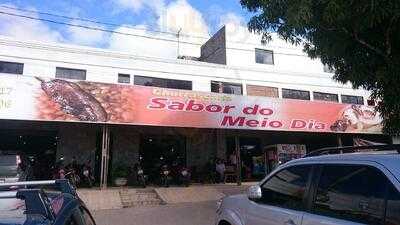 Churrascaria
Sabor do
Meio Dia